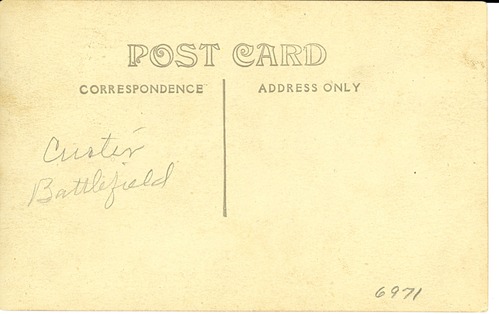 POST CARD
CORRESPONDENCE
ADDRESS ONLY
Custer
Battlefield
6971